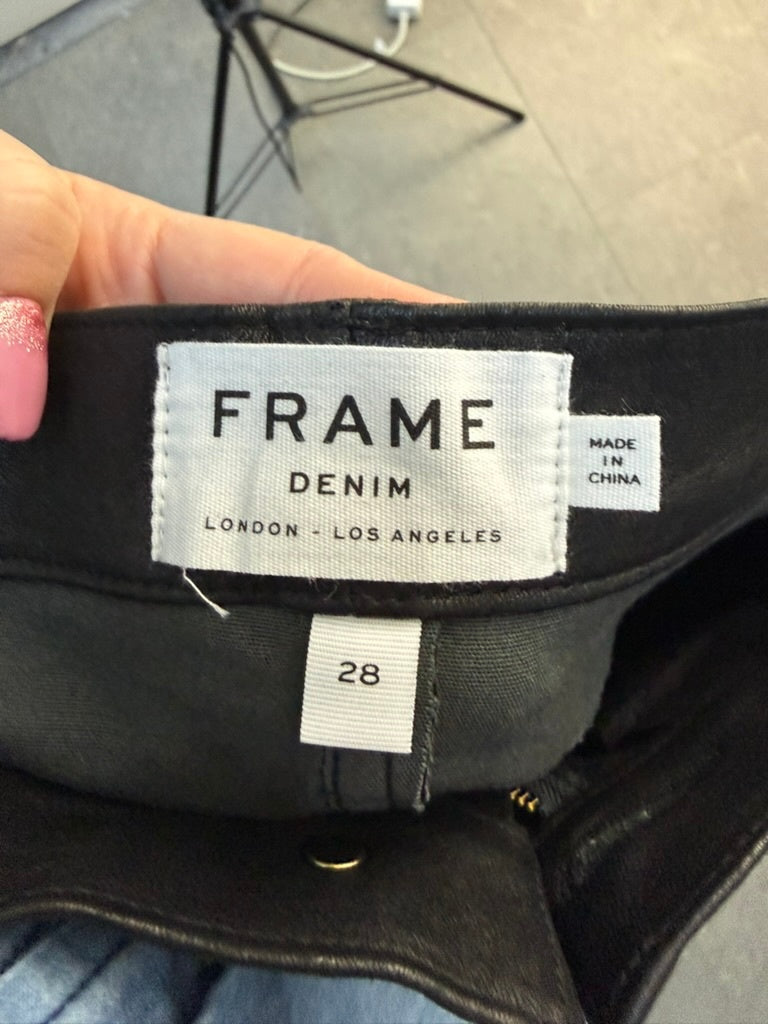 FRAME
DENIM
LONDON - LOS ANGELES
MADE
IN
CHINA
28